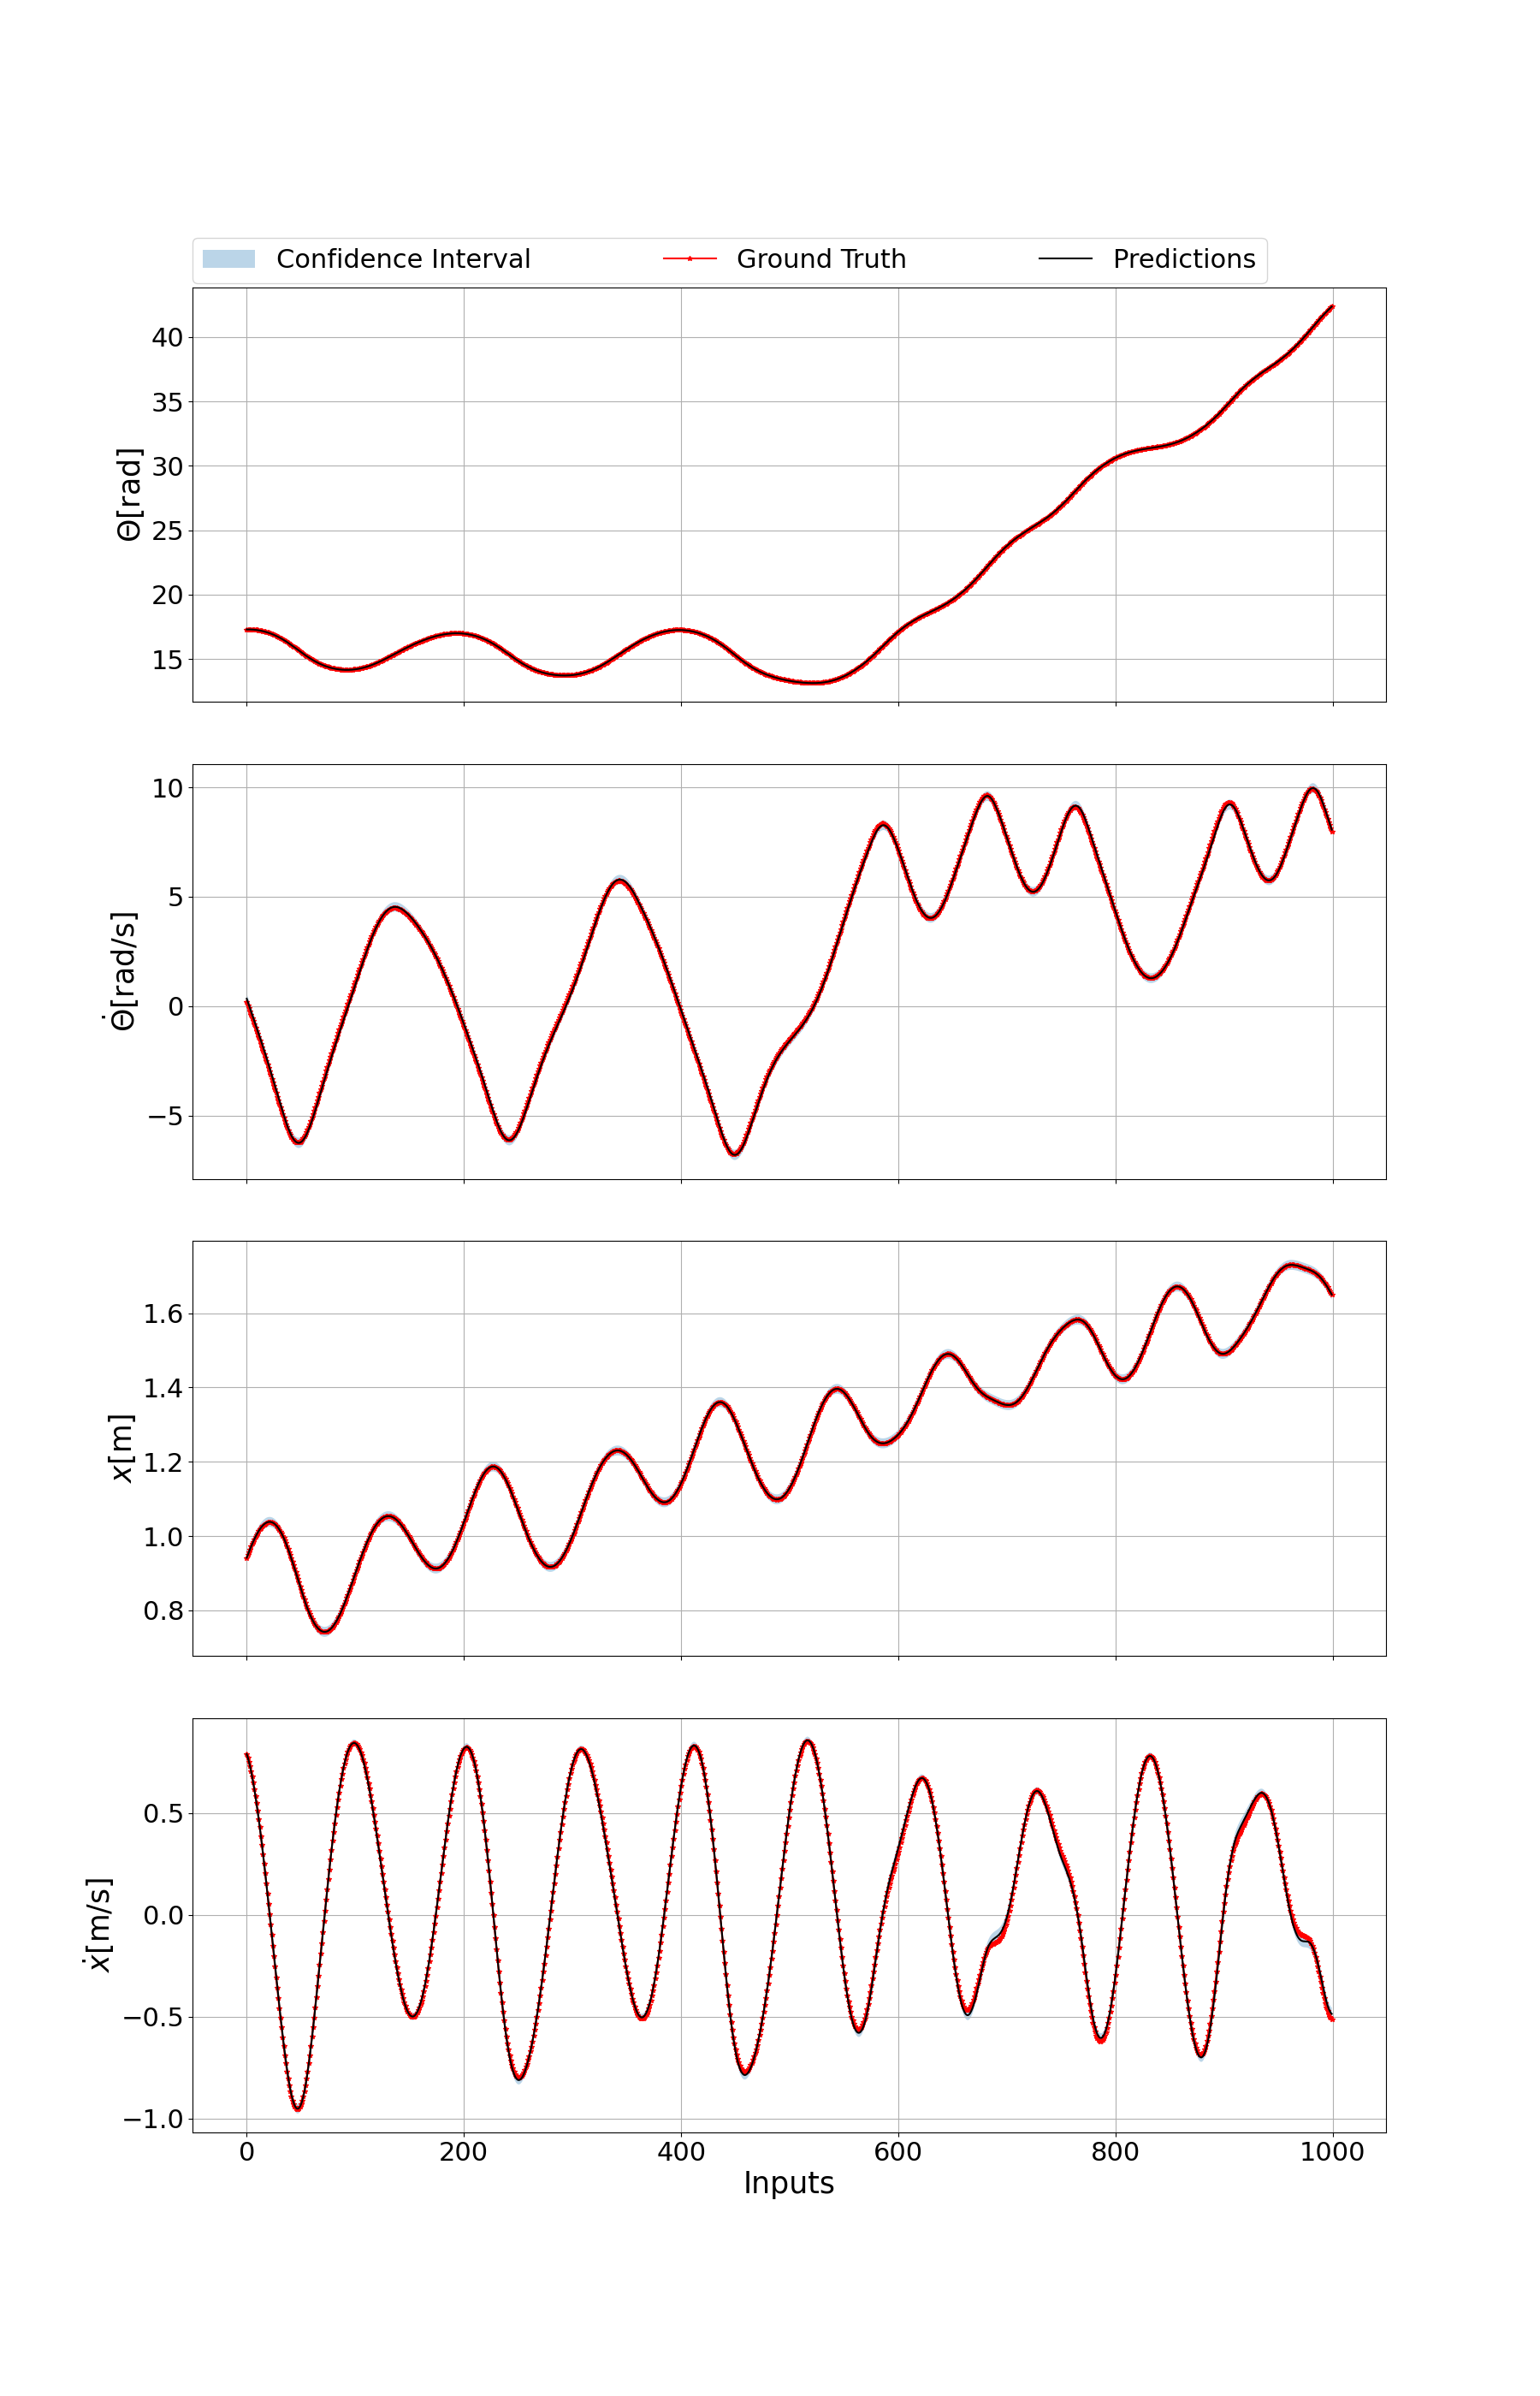 Confidence Interval Ground Truth Predictions
40
35
30
25
20
15
Θ[rad]
10
5
0
−5
Θ̇[rad/s]
1.6
1.4
1.2
1.0
0.8
x[m]
0.5
0.0
−0.5
−1.0
ẋ[m/s]
0 200 400 600 800 1000
Inputs